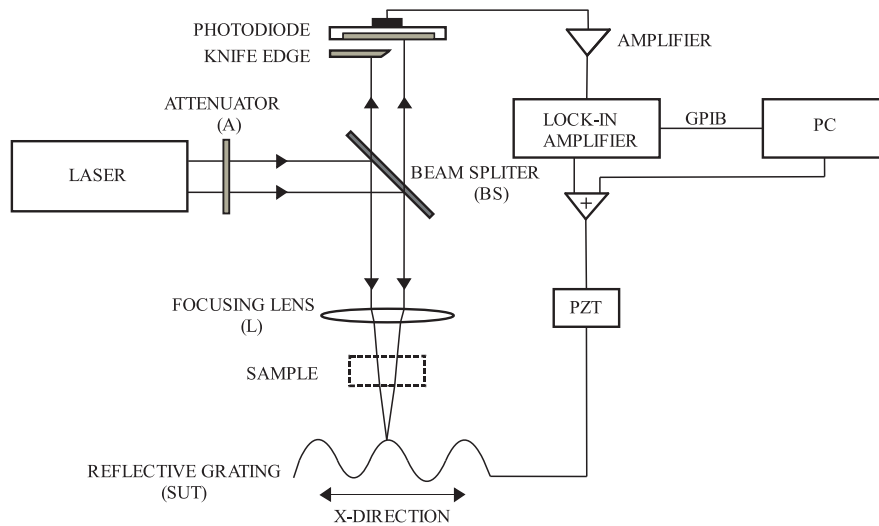 PHOTODIODE
KNIFE EDGE
AMPLIFIER
ATTENUATOR
(A)
LOCK-IN
AMPLIFIER
GPIB
PC
LASER
BEAM SPLITER
(BS)
+
FOCUSING LENS
(L)
PZT
SAMPLE
REFLECTIVE GRATING
(SUT)
X-DIRECTION